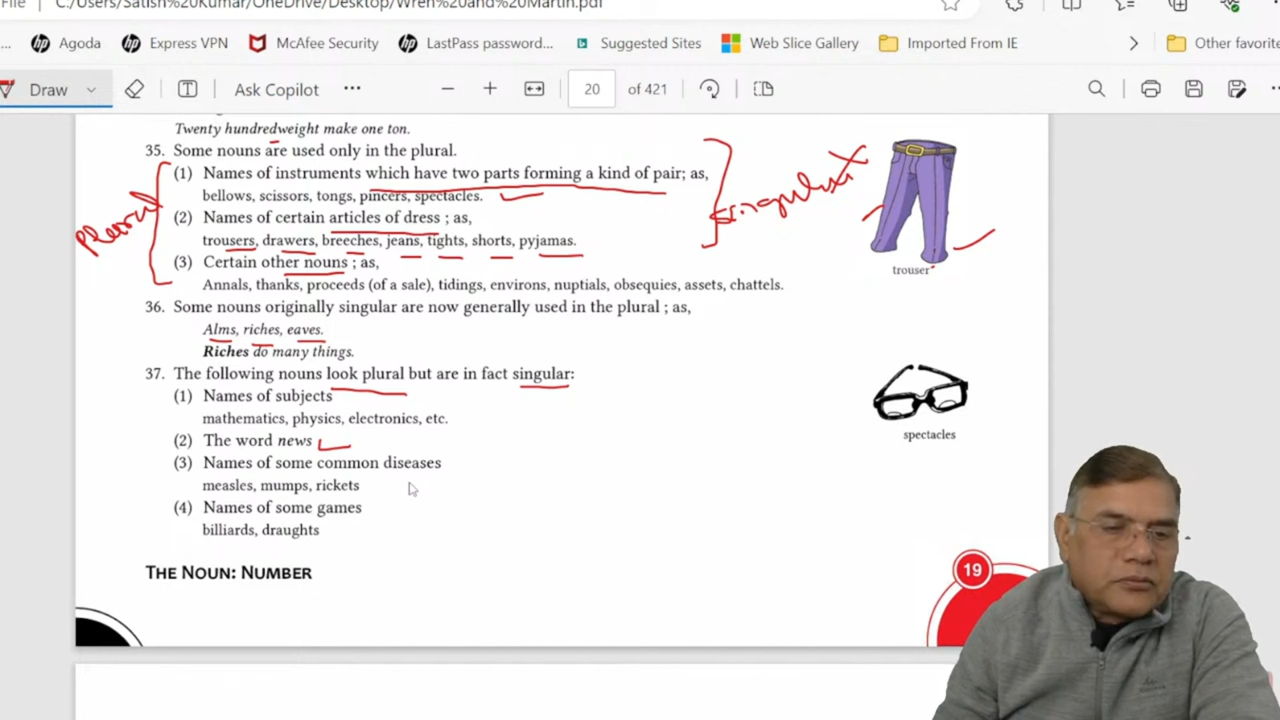 File C:/Users/Satish%20Kumar/OneDrive/Desktop/Wren%20and%20Martin.pdf
... Agoda Express VPN McAfee Security LastPass password... Suggested Sites Web Slice Gallery Imported From IE Other favorite
Draw Ask Copilot ... 20 of 421
Twenty hundredweight make one ton.
35. Some nouns are used only in the plural.
(1) Names of instruments which have two parts forming a kind of pair; as,
bellows, scissors, tongs, pincers, spectacles.
(2) Names of certain articles of dress ; as,
trousers, drawers, breeches, jeans, tights, shorts, pyjamas.
(3) Certain other nouns ; as,
Annals, thanks, proceeds (of a sale), tidings, environs, nuptials, obsequies, assets, chattels.
Plural
singular
trouser
36. Some nouns originally singular are now generally used in the plural ; as,
Alms, riches, eaves.
Riches do many things.
37. The following nouns look plural but are in fact singular:
(1) Names of subjects
mathematics, physics, electronics, etc.
(2) The word news
(3) Names of some common diseases
measles, mumps, rickets
(4) Names of some games
billiards, draughts
spectacles
THE NOUN: NUMBER
19